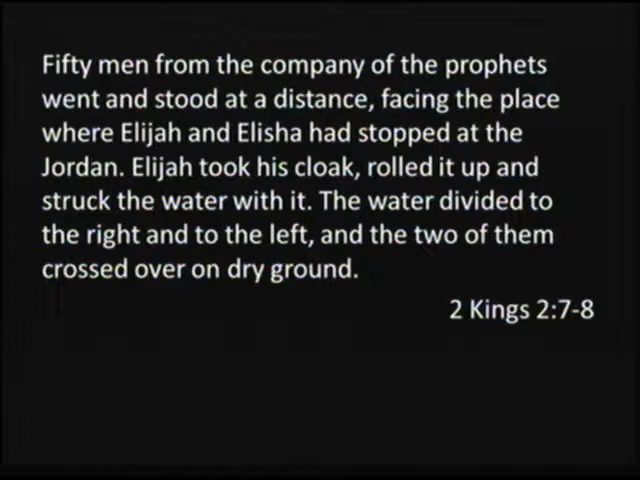 Fifty men from the company of the prophets
went and stood at a distance, facing the place
where Elijah and Elisha had stopped at the
Jordan. Elijah took his cloak, rolled it up and
struck the water with it. The water divided to
the right and to the left, and the two of them
crossed over on dry ground.
2 Kings 2:7-8